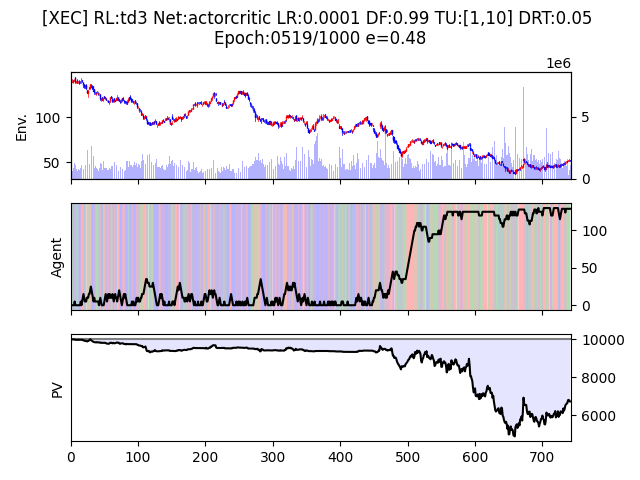 [XEC] RL:td3 Net:actorcritic LR:0.0001 DF:0.99 TU:[1,10] DRT:0.05
Epoch:0519/1000 e=0.48
1e6
Env.
100
50
5
0
Agent
100
50
0
PV
10000
8000
6000
0 100 200 300 400 500 600 700